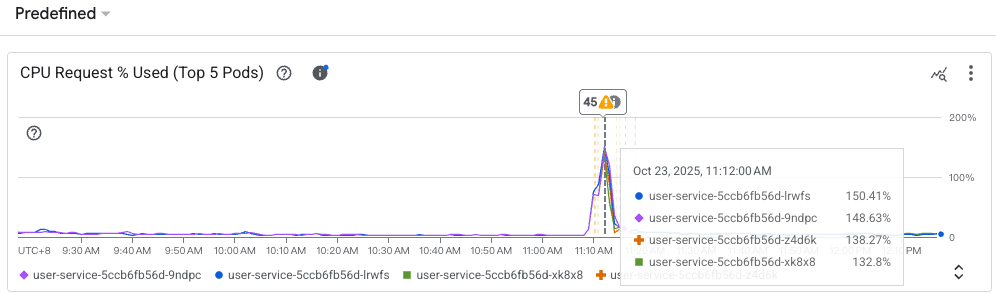 Predefined
CPU Request % Used (Top 5 Pods)
45
200%
100%
0
Oct 23, 2025, 11:12:00 AM
user-service-5ccb6fb56d-lrwfs 150.41%
user-service-5ccb6fb56d-9ndpc 148.63%
user-service-5ccb6fb56d-z4d6k 138.27%
user-service-5ccb6fb56d-xk8x8 132.8%
UTC+8 9:30 AM 9:40 AM 9:50 AM 10:00 AM 10:10 AM 10:20 AM 10:30 AM 10:40 AM 10:50 AM 11:00 AM 11:10 AM 12:00 PM PM
user-service-5ccb6fb56d-9ndpc user-service-5ccb6fb56d-lrwfs user-service-5ccb6fb56d-xk8x8 user-service-5ccb6fb56d-z4d6k